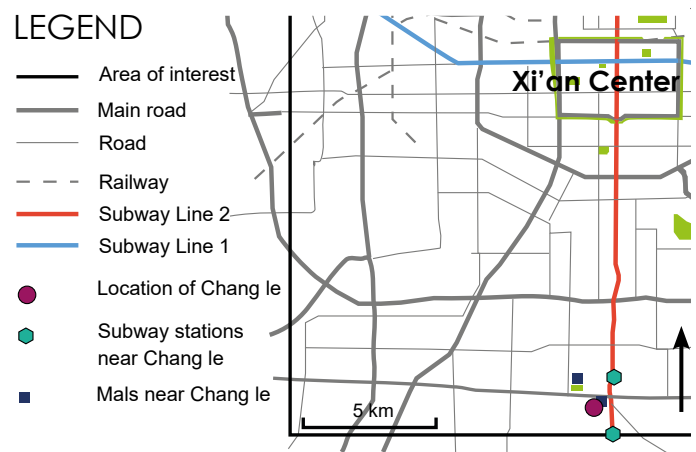 LEGEND
Area of interest
Main road
Road
Railway
Subway Line 2
Subway Line 1
Location of Chang le
Subway stations
near Chang le
Mals near Chang le
Xi’an Center
5 km